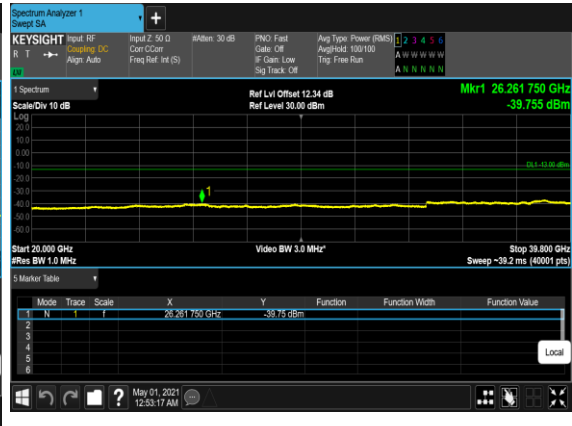 Spectrum Analyzer 1
Swept SA
KEYSIGHT Input: RF Input Z: 50 Ω #Atten: 30 dB PNO: Fast Avg Type: Power (RMS) 1 2 3 4 5 6
R T Coupling: DC Corr CCorr Gate: Off Avg|Hold: 100/100 A W W W W W
Align: Auto Freq Ref: Int (S) IF Gain: Low Trig: Free Run A N N N N N
Sig Track: Off
1 Spectrum Ref Lvl Offset 12.34 dB Mkr1 26.261 750 GHz
Scale/Div 10 dB Ref Level 30.00 dBm -39.755 dBm
Log
20.0
10.0
0.00
-10.0 DL1 -13.00 dBm
-20.0
-30.0 1
-40.0
-50.0
-60.0
Start 20.000 GHz Video BW 3.0 MHz* Stop 39.800 GHz
#Res BW 1.0 MHz Sweep ~39.2 ms (40001 pts)
5 Marker Table
Mode Trace Scale X Y Function Function Width Function Value
1 N 1 f 26.261 750 GHz -39.75 dBm
2
3
4
5
6
Local
? May 01, 2021
12:53:17 AM